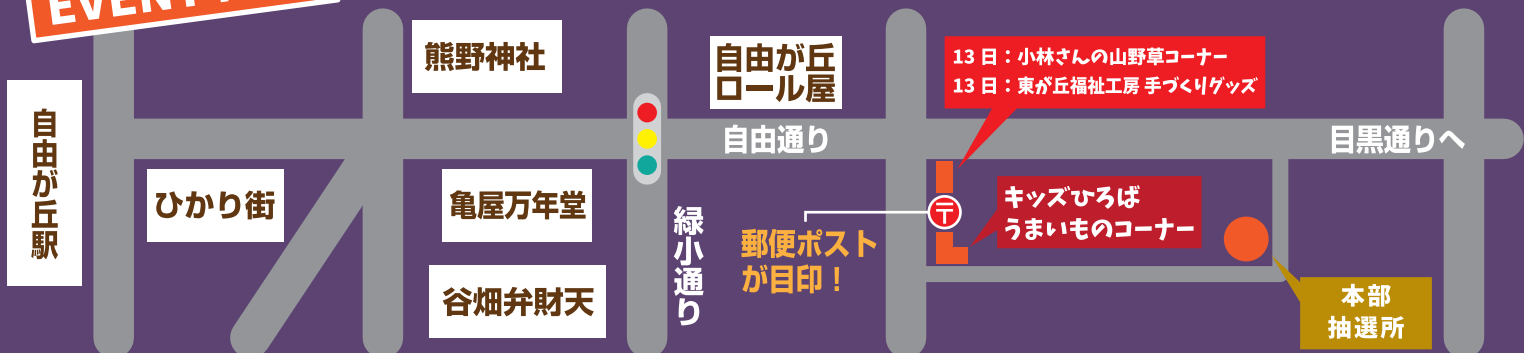 EVENT
熊野神社
自由が丘
ロール屋
13 日：小林さんの山野草コーナー
13 日：東が丘福祉工房 手づくりグッズ
自由が丘駅
自由通り
目黒通りへ
ひかり街
亀屋万年堂
キッズひろば
うまいものコーナー
緑小通り
〒
郵便ポスト
が目印！
谷畑弁財天
本部
抽選所